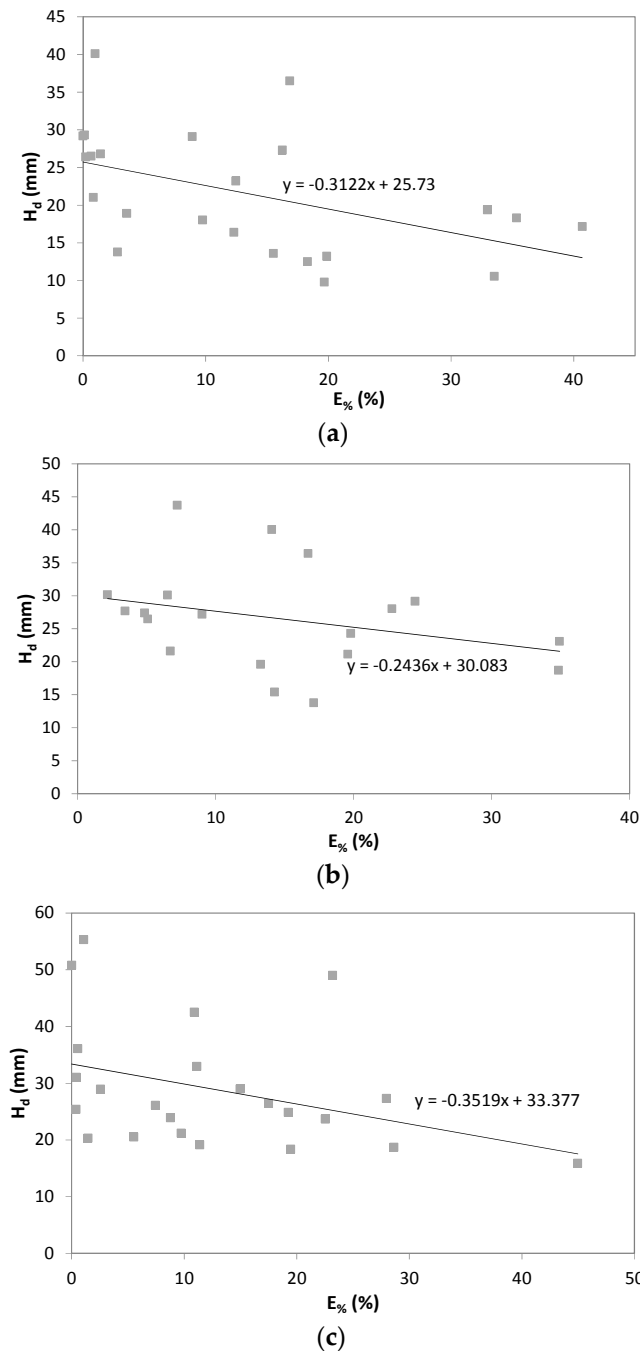 45
40
35
30
25
20
15
10
5
0
H_d (mm)
y = -0.3122x + 25.73
0 10 20 30 40
E_% (%)
(a)
50
45
40
35
30
25
20
15
10
5
0
H_d (mm)
y = -0.2436x + 30.083
0 10 20 30 40
E_% (%)
(b)
60
50
40
30
20
10
0
H_d (mm)
y = -0.3519x + 33.377
0 10 20 30 40 50
E_% (%)
(c)